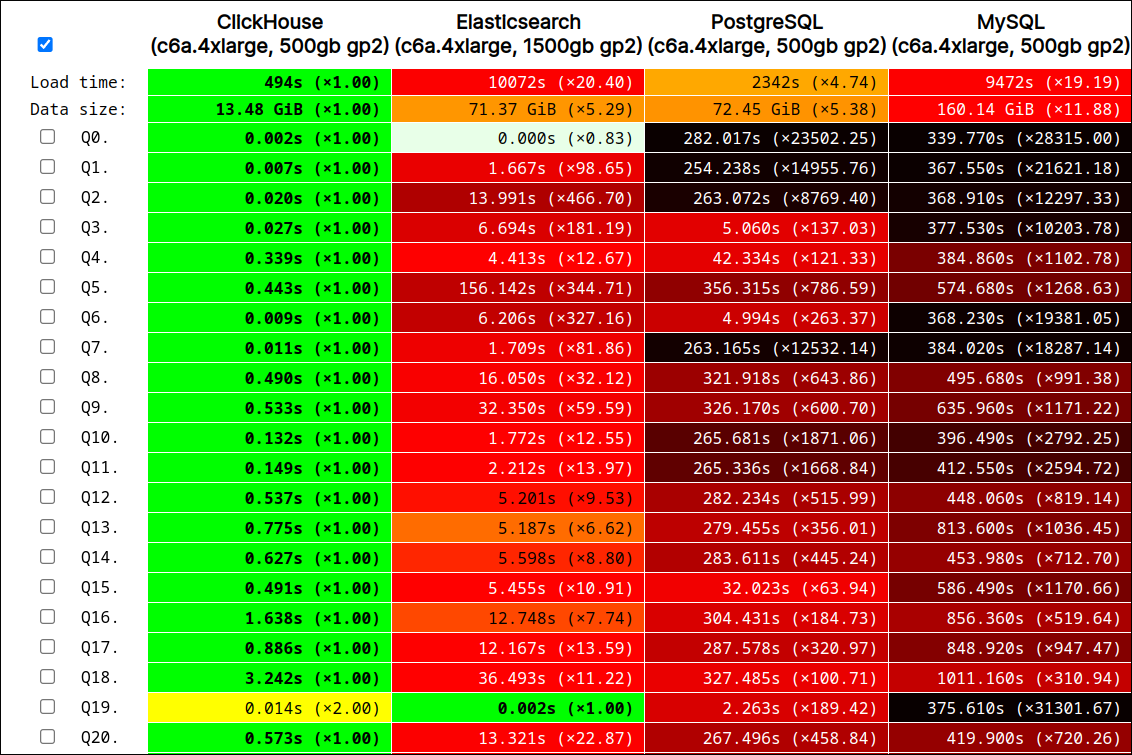 ClickHouse Elasticsearch PostgreSQL MySQL
(c6a.4xlarge, 500gb gp2) (c6a.4xlarge, 1500gb gp2) (c6a.4xlarge, 500gb gp2) (c6a.4xlarge, 500gb gp2)
Load time: 494s (×1.00) 10072s (×20.40) 2342s (×4.74) 9472s (×19.19)
Data size: 13.48 GiB (×1.00) 71.37 GiB (×5.29) 72.45 GiB (×5.38) 160.14 GiB (×11.88)
Q0. 0.002s (×1.00) 0.000s (×0.83) 282.017s (×23502.25) 339.770s (×28315.00)
Q1. 0.007s (×1.00) 1.667s (×98.65) 254.238s (×14955.76) 367.550s (×21621.18)
Q2. 0.020s (×1.00) 13.991s (×466.70) 263.072s (×8769.40) 368.910s (×12297.33)
Q3. 0.027s (×1.00) 6.694s (×181.19) 5.060s (×137.03) 377.530s (×10203.78)
Q4. 0.339s (×1.00) 4.413s (×12.67) 42.334s (×121.33) 384.860s (×1102.78)
Q5. 0.443s (×1.00) 156.142s (×344.71) 356.315s (×786.59) 574.680s (×1268.63)
Q6. 0.009s (×1.00) 6.206s (×327.16) 4.994s (×263.37) 368.230s (×19381.05)
Q7. 0.011s (×1.00) 1.709s (×81.86) 263.165s (×12532.14) 384.020s (×18287.14)
Q8. 0.490s (×1.00) 16.050s (×32.12) 321.918s (×643.86) 495.680s (×991.38)
Q9. 0.533s (×1.00) 32.350s (×59.59) 326.170s (×600.70) 635.960s (×1171.22)
Q10. 0.132s (×1.00) 1.772s (×12.55) 265.681s (×1871.06) 396.490s (×2792.25)
Q11. 0.149s (×1.00) 2.212s (×13.97) 265.336s (×1668.84) 412.550s (×2594.72)
Q12. 0.537s (×1.00) 5.201s (×9.53) 282.234s (×515.99) 448.060s (×819.14)
Q13. 0.775s (×1.00) 5.187s (×6.62) 279.455s (×356.01) 813.600s (×1036.45)
Q14. 0.627s (×1.00) 5.598s (×8.80) 283.611s (×445.24) 453.980s (×712.70)
Q15. 0.491s (×1.00) 5.455s (×10.91) 32.023s (×63.94) 586.490s (×1170.66)
Q16. 1.638s (×1.00) 12.748s (×7.74) 304.431s (×184.73) 856.360s (×519.64)
Q17. 0.886s (×1.00) 12.167s (×13.59) 287.578s (×320.97) 848.920s (×947.47)
Q18. 3.242s (×1.00) 36.493s (×11.22) 327.485s (×100.71) 1011.160s (×310.94)
Q19. 0.014s (×2.00) 0.002s (×1.00) 2.263s (×189.42) 375.610s (×31301.67)
Q20. 0.573s (×1.00) 13.321s (×22.87) 267.496s (×458.84) 419.900s (×720.26)